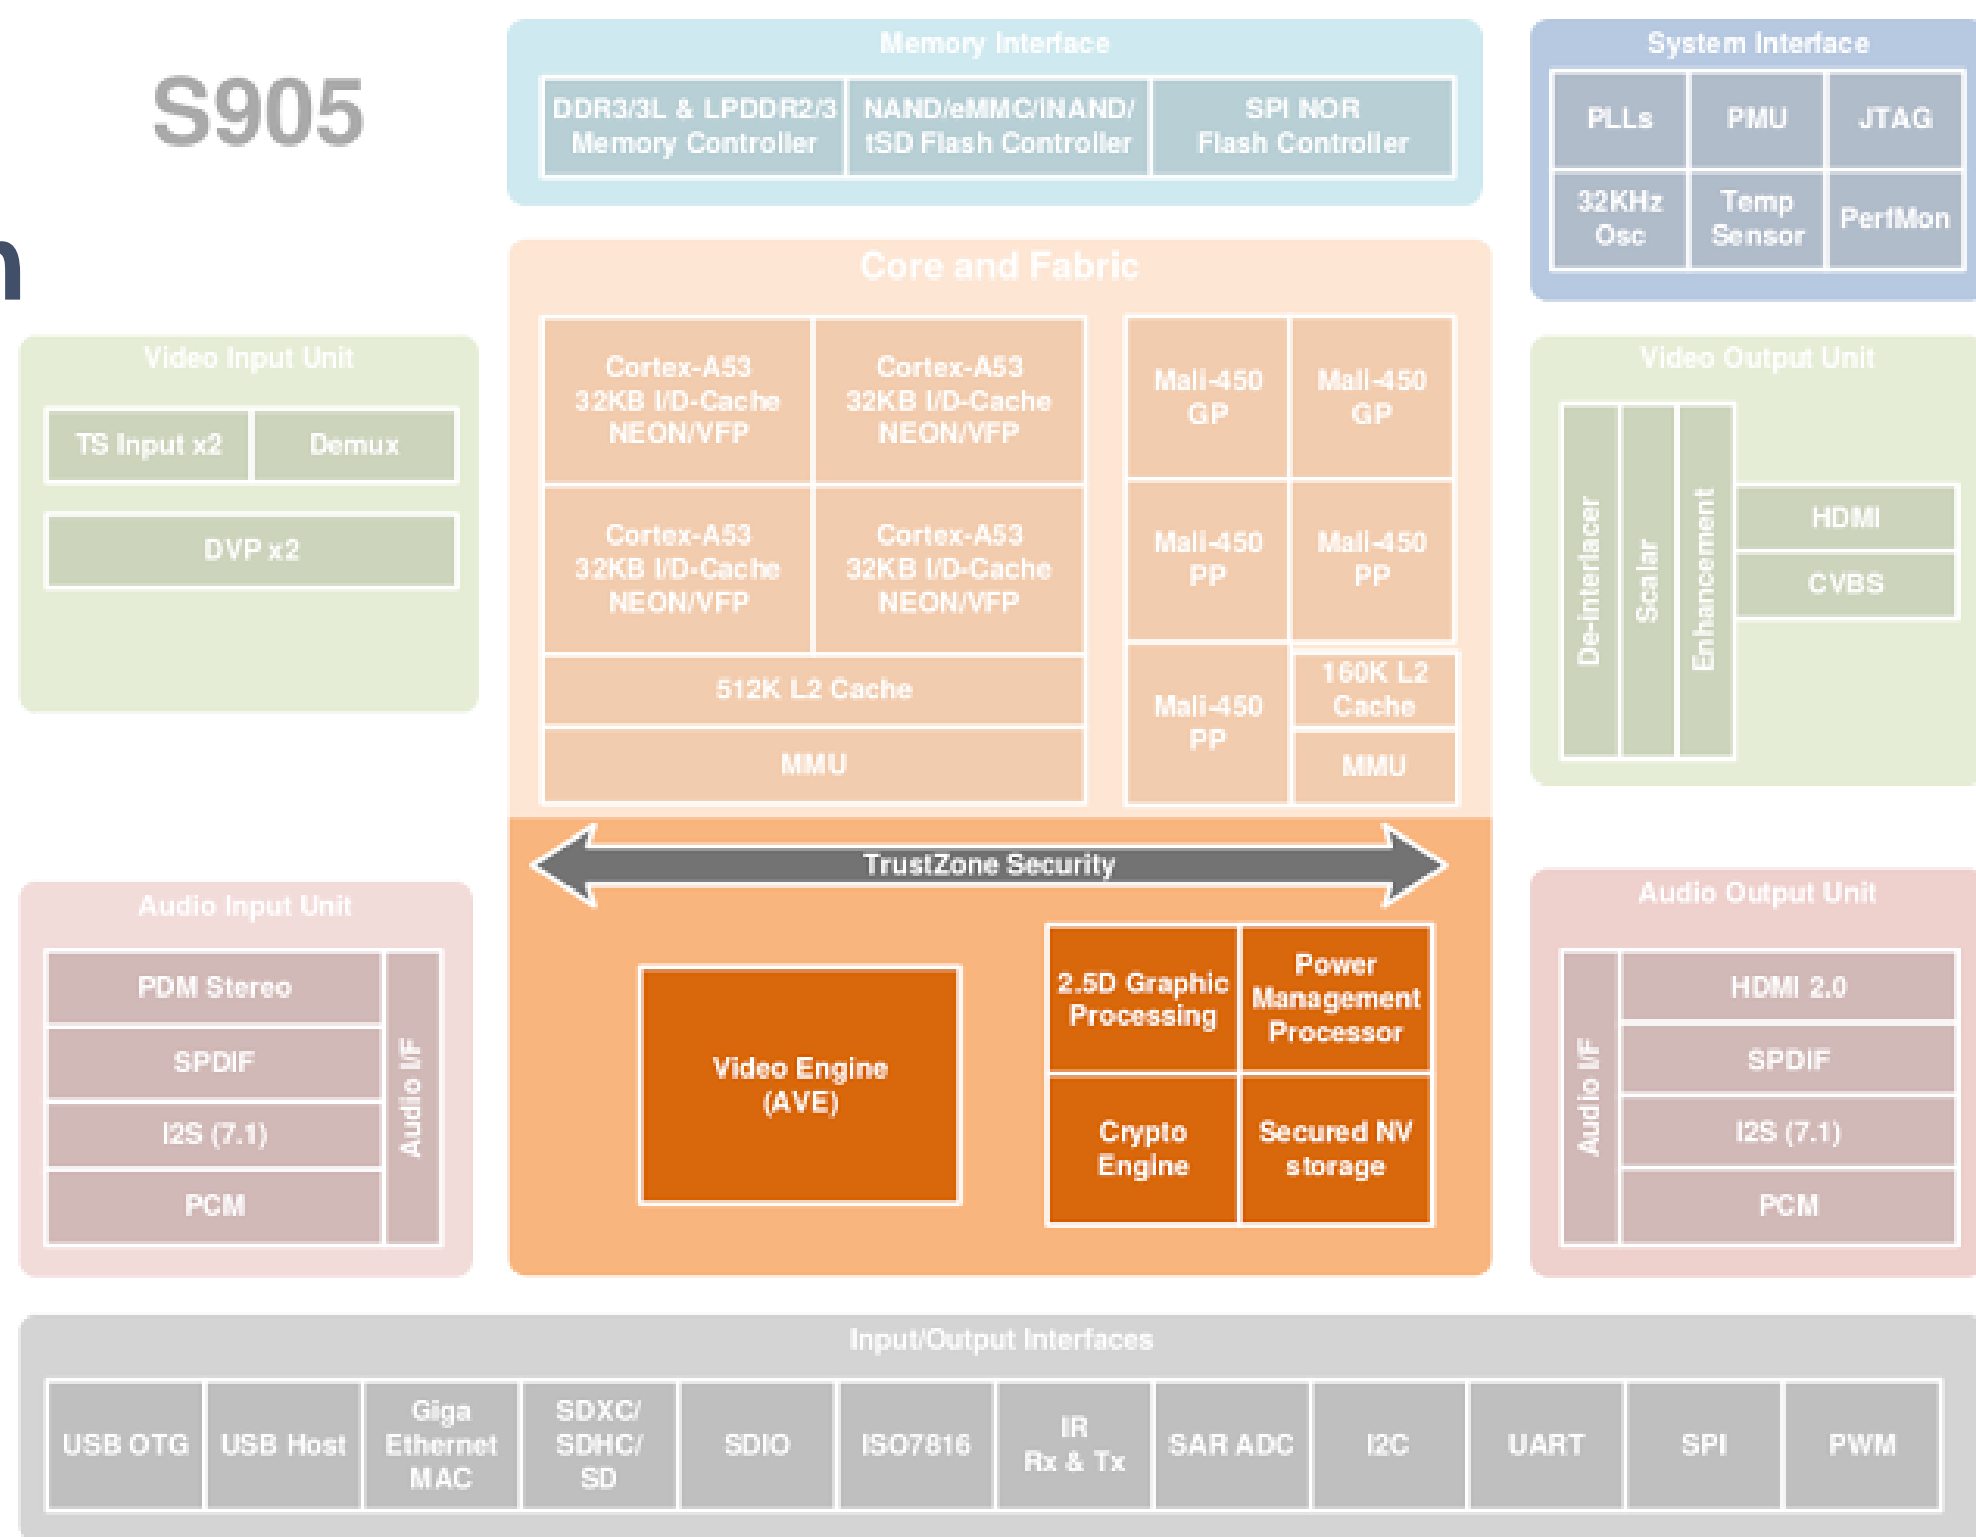 S905
n
Memory Interface
DDR3/3L & LPDDR2/3
Memory Controller
NAND/eMMC/iNAND/
tSD Flash Controller
SPI NOR
Flash Controller
System Interface
PLLs
PMU
JTAG
32KHz
Osc
Temp
Sensor
PerfMon
Video Input Unit
TS Input x2
Demux
DVP x2
Core and Fabric
Cortex-A53
32KB I/D-Cache
NEON/VFP
Cortex-A53
32KB I/D-Cache
NEON/VFP
Cortex-A53
32KB I/D-Cache
NEON/VFP
Cortex-A53
32KB I/D-Cache
NEON/VFP
512K L2 Cache
MMU
Mali-450
GP
Mali-450
GP
Mali-450
PP
Mali-450
PP
Mali-450
PP
160K L2
Cache
MMU
Video Output Unit
De-interlacer
Scalar
Enhancement
HDMI
CVBS
TrustZone Security
Video Engine
(AVE)
2.5D Graphic
Processing
Power
Management
Processor
Crypto
Engine
Secured NV
storage
Audio Input Unit
PDM Stereo
SPDIF
I2S (7.1)
PCM
Audio I/F
Audio Output Unit
Audio I/F
HDMI 2.0
SPDIF
I2S (7.1)
PCM
Input/Output Interfaces
USB OTG
USB Host
Giga
Ethernet
MAC
SDXC/
SDHC/
SD
SDIO
ISO7816
IR
Rx & Tx
SAR ADC
I2C
UART
SPI
PWM